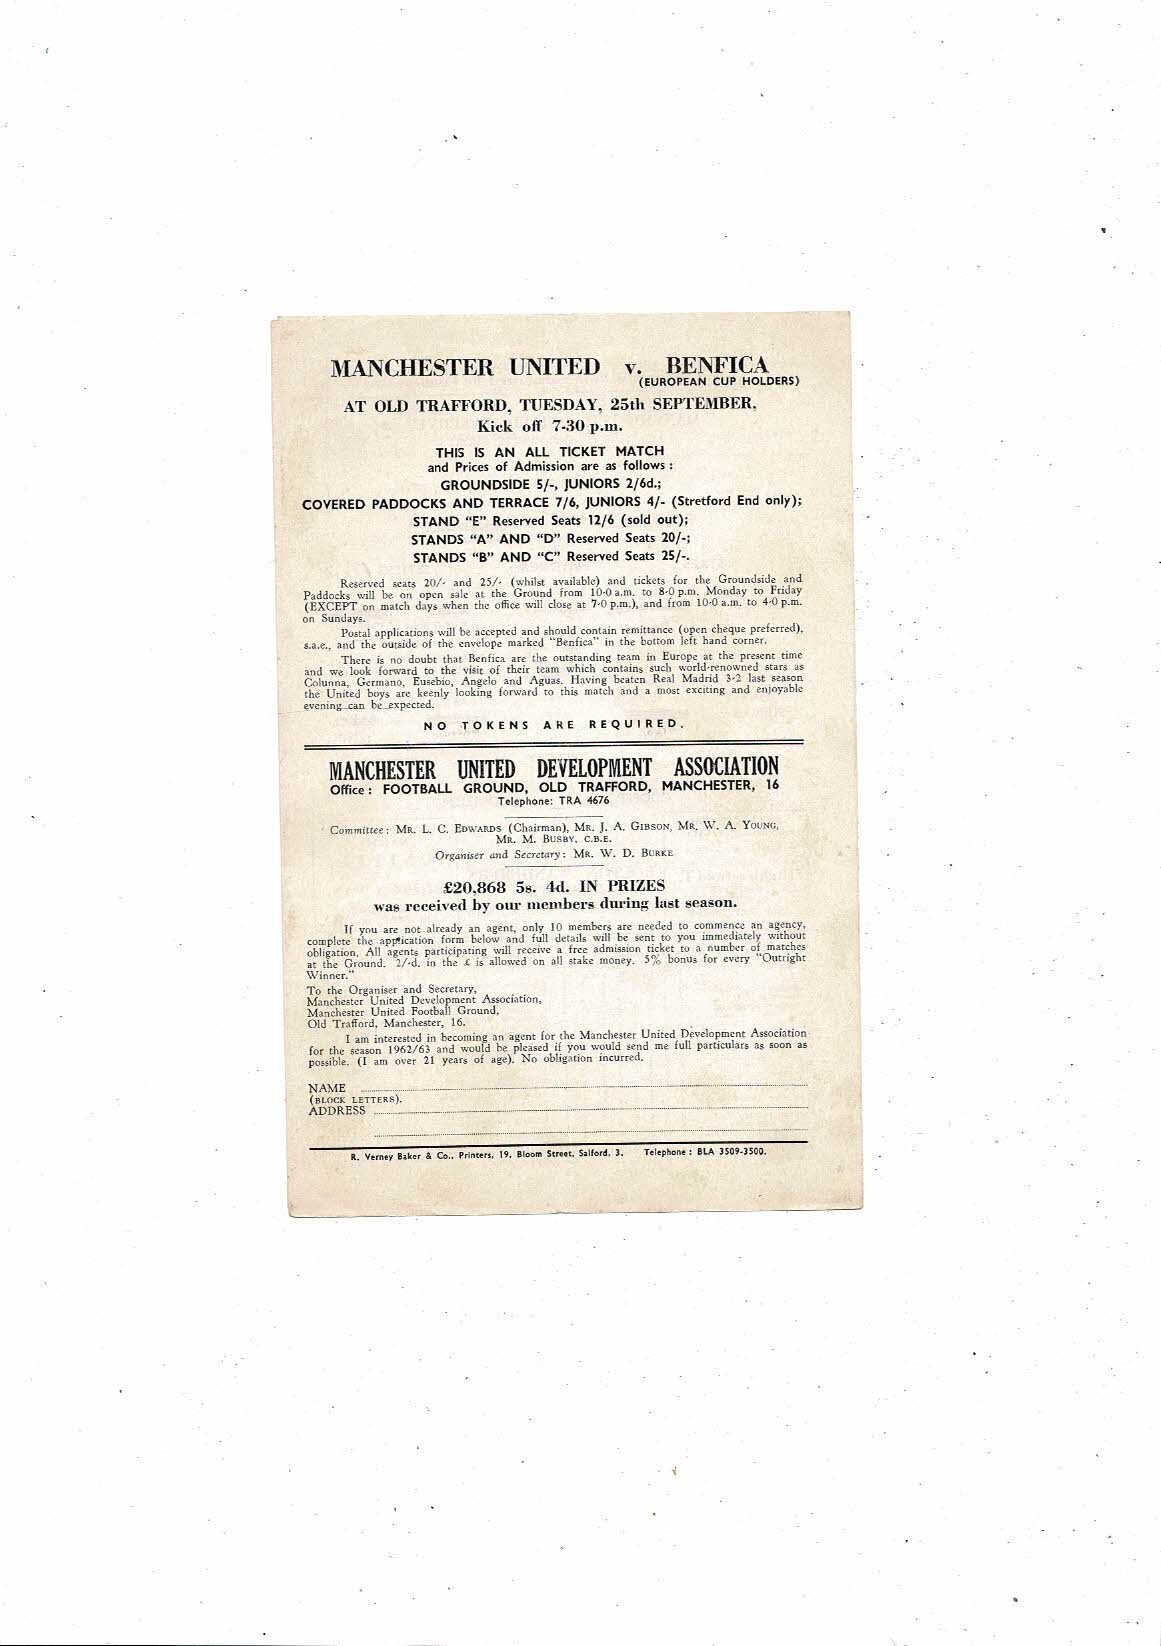 MANCHESTER UNITED v. BENFICA
(EUROPEAN CUP HOLDERS)
AT OLD TRAFFORD, TUESDAY, 25th SEPTEMBER,
Kick off 7-30 p.m.
THIS IS AN ALL TICKET MATCH
and Prices of Admission are as follows :
GROUNDSIDE 5/-, JUNIORS 2/6d.;
COVERED PADDOCKS AND TERRACE 7/6, JUNIORS 4/- (Stretford End only);
STAND "E" Reserved Seats 12/6 (sold out);
STANDS "A" AND "D" Reserved Seats 20/-;
STANDS "B" AND "C" Reserved Seats 25/-.
Reserved seats 20/- and 25/- (whilst available) and tickets for the Groundside and
Paddocks will be on open sale at the Ground from 10-0 a.m. to 8-0 p.m. Monday to Friday
(EXCEPT on match days when the office will close at 7-0 p.m.), and from 10-0 a.m. to 4-0 p.m.
on Sundays.
Postal applications will be accepted and should contain remittance (open cheque preferred),
s.a.e., and the outside of the envelope marked "Benfica" in the bottom left hand corner.
There is no doubt that Benfica are the outstanding team in Europe at the present time
and we look forward to the visit of their team which contains such world-renowned stars as
Colunna, Germano, Eusebio, Angelo and Aguas. Having beaten Real Madrid 3-2 last season
the United boys are keenly looking forward to this match and a most exciting and enjoyable
evening can be expected.
NO TOKENS ARE REQUIRED.
MANCHESTER UNITED DEVELOPMENT ASSOCIATION
Office : FOOTBALL GROUND, OLD TRAFFORD, MANCHESTER, 16
Telephone: TRA 4676
Committee : MR. L. C. EDWARDS (Chairman), MR. J. A. GIBSON, MR. W. A. YOUNG,
MR. M. BUSBY, C.B.E.
Organiser and Secretary : MR. W. D. BURKE
£20,868 5s. 4d. IN PRIZES
was received by our members during last season.
If you are not already an agent, only 10 members are needed to commence an agency,
complete the application form below and full details will be sent to you immediately without
obligation. All agents participating will receive a free admission ticket to a number of matches
at the Ground. 2/-d. in the £ is allowed on all stake money. 5% bonus for every "Outright
Winner."
To the Organiser and Secretary,
Manchester United Development Association,
Manchester United Football Ground,
Old Trafford, Manchester, 16.
I am interested in becoming an agent for the Manchester United Development Association
for the season 1962/63 and would be pleased if you would send me full particulars as soon as
possible. (I am over 21 years of age). No obligation incurred.
NAME
(BLOCK LETTERS).
ADDRESS
R. Verney Baker & Co., Printers, 19, Bloom Street, Salford, 3. Telephone : BLA 3509-3500.